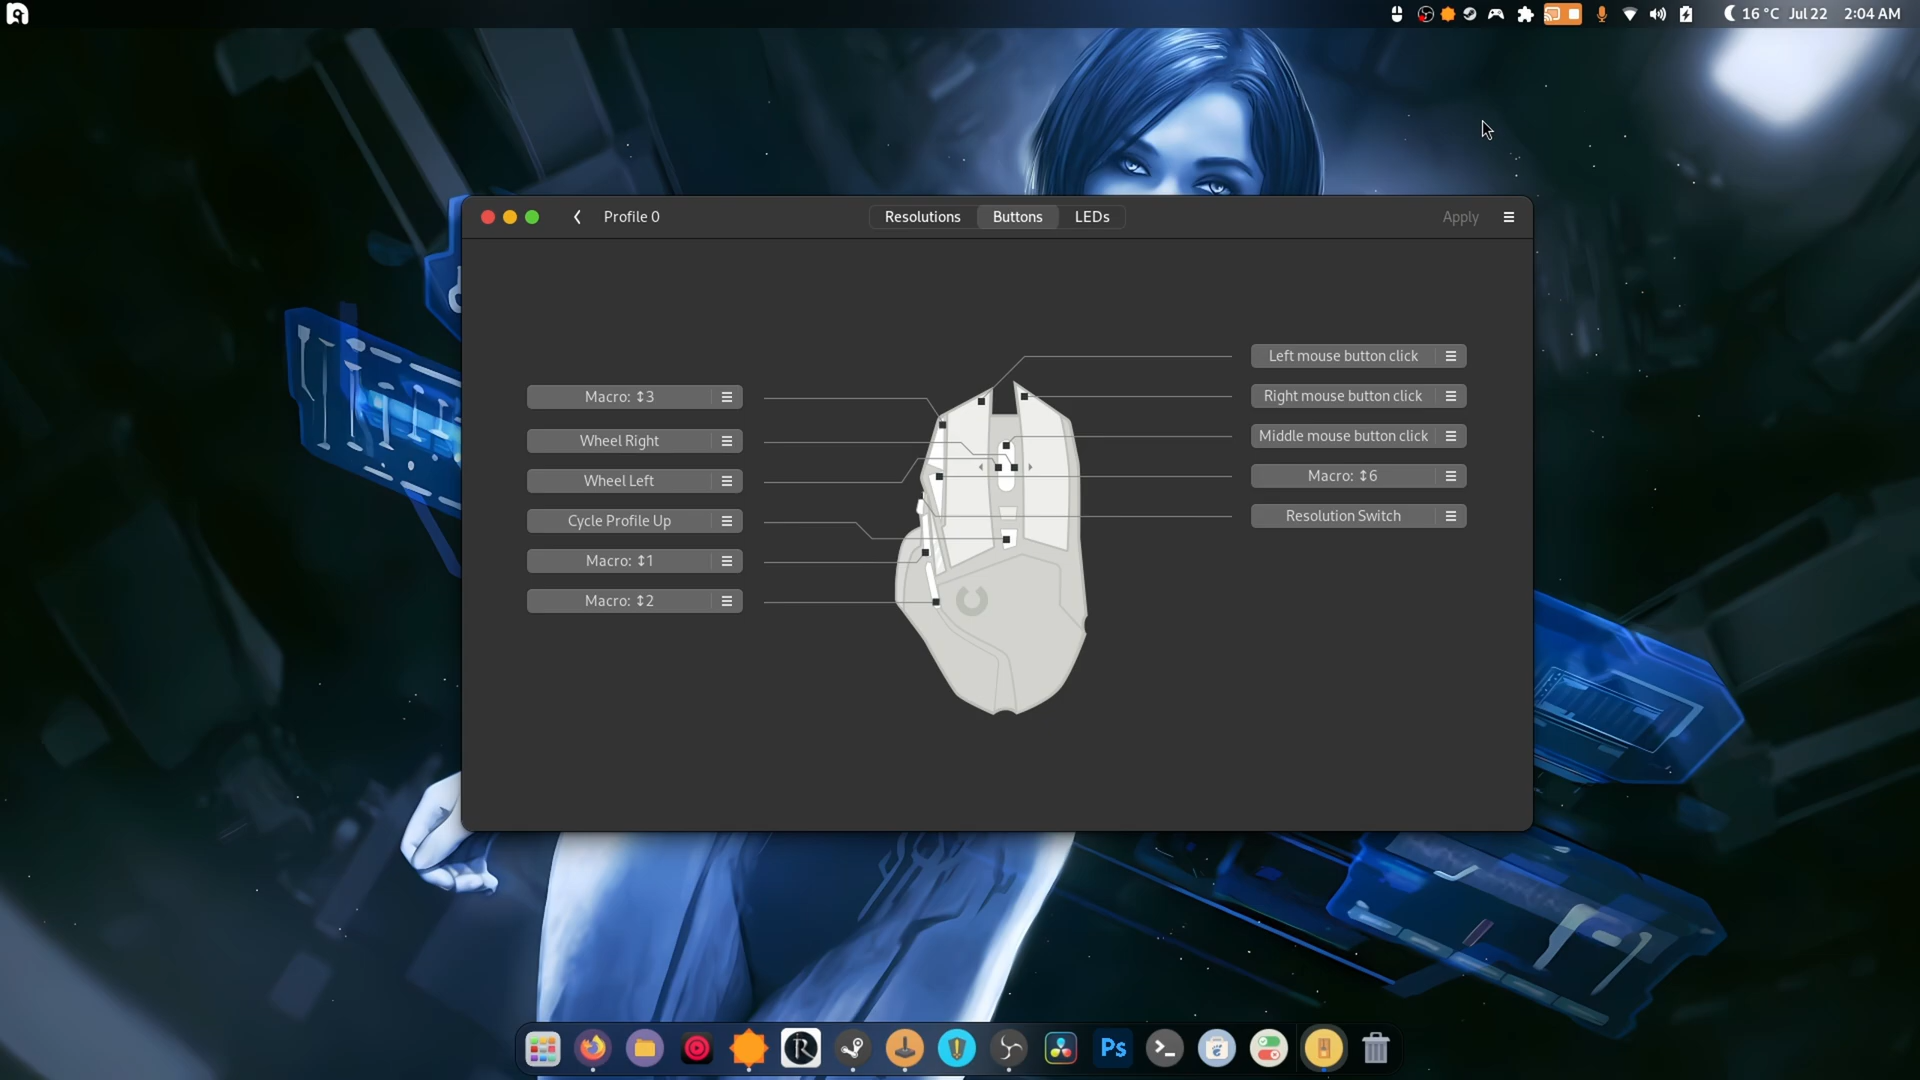 16 °C Jul 22 2:04 AM
Profile 0
Resolutions Buttons LEDs
Apply
Macro: ↕3
Wheel Right
Wheel Left
Cycle Profile Up
Macro: ↕1
Macro: ↕2
Left mouse button click
Right mouse button click
Middle mouse button click
Macro: ↕6
Resolution Switch
R
Ps